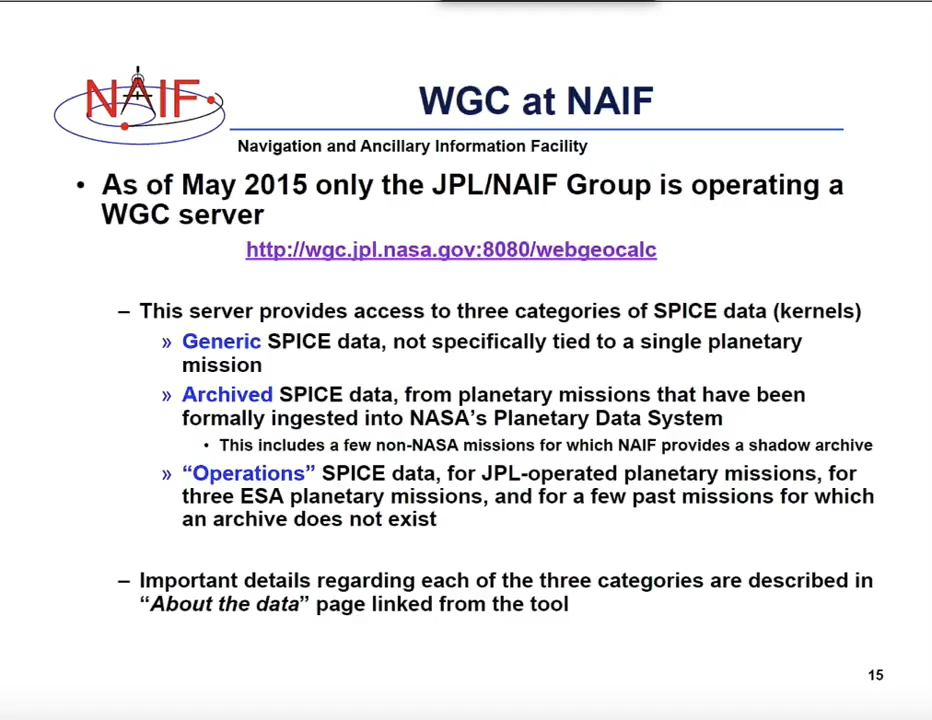 NAIF
WGC at NAIF
Navigation and Ancillary Information Facility
• As of May 2015 only the JPL/NAIF Group is operating a
WGC server
http://wgc.jpl.nasa.gov:8080/webgeocalc
– This server provides access to three categories of SPICE data (kernels)
» Generic SPICE data, not specifically tied to a single planetary
mission
» Archived SPICE data, from planetary missions that have been
formally ingested into NASA's Planetary Data System
• This includes a few non-NASA missions for which NAIF provides a shadow archive
» “Operations” SPICE data, for JPL-operated planetary missions, for
three ESA planetary missions, and for a few past missions for which
an archive does not exist
– Important details regarding each of the three categories are described in
“About the data” page linked from the tool
15